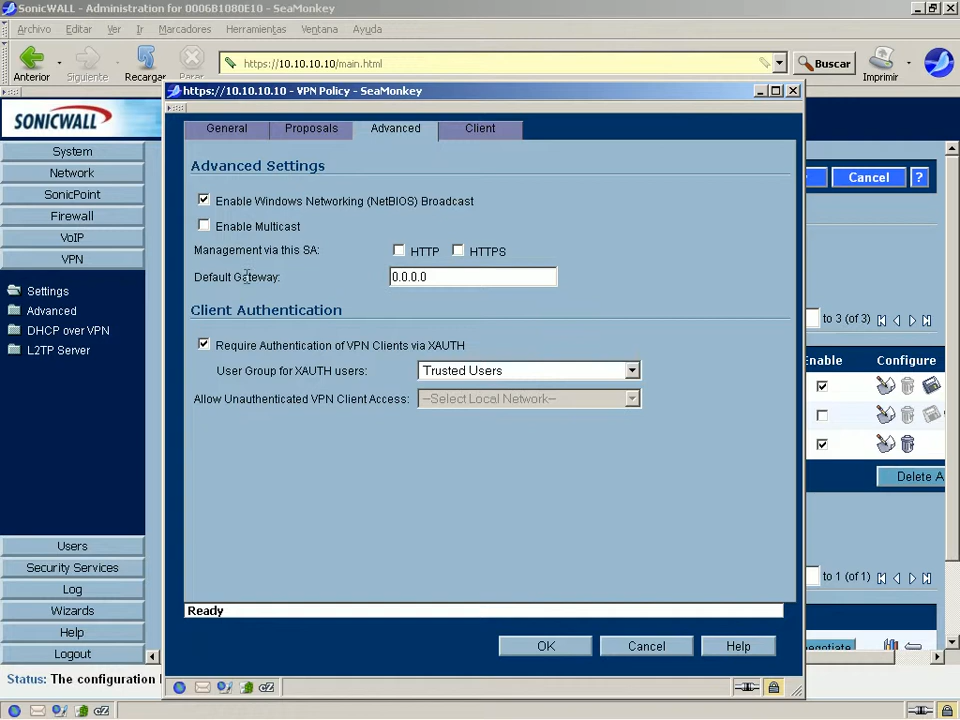 SonicWALL - Administration for 0006B1080E10 - SeaMonkey
Archivo Editar Ver Ir Marcadores Herramientas Ventana Ayuda
Anterior Siguiente Recargar Parar https://10.10.10.10/main.html Buscar Imprimir
https://10.10.10.10 - VPN Policy - SeaMonkey
SONICWALL
General Proposals Advanced Client
System
Network
SonicPoint
Firewall
VoIP
VPN
Settings
Advanced
DHCP over VPN
L2TP Server
Users
Security Services
Log
Wizards
Help
Logout
Status: The configuration
Advanced Settings
Enable Windows Networking (NetBIOS) Broadcast
Enable Multicast
Management via this SA: HTTP HTTPS
Default Gateway: 0.0.0.0
Client Authentication
Require Authentication of VPN Clients via XAUTH
User Group for XAUTH users: Trusted Users
Allow Unauthenticated VPN Client Access: --Select Local Network--
Ready
OK Cancel Help
Cancel ?
to 3 (of 3)
Enable Configure
Delete A
to 1 (of 1)